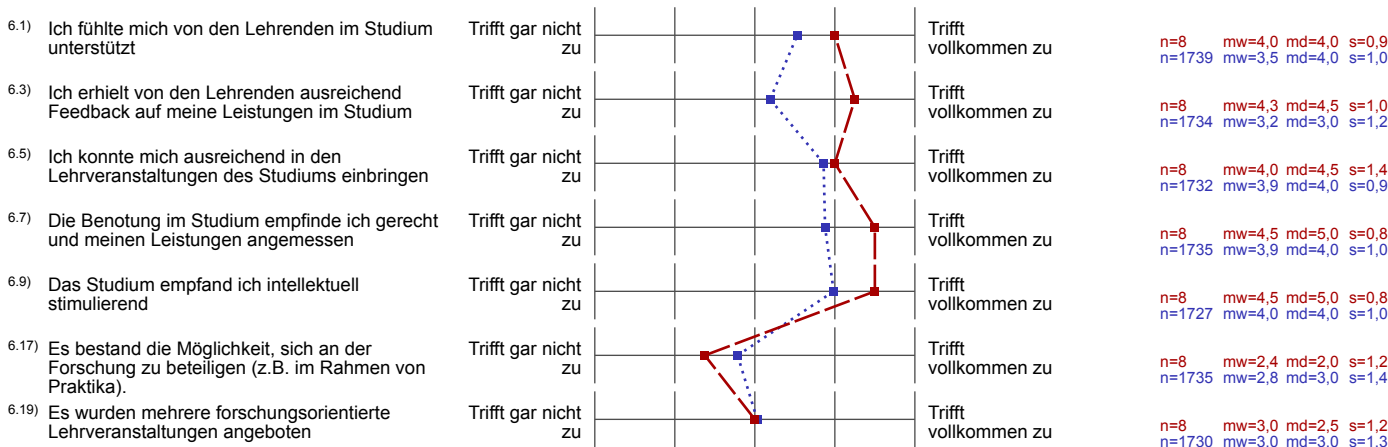 6.1) Ich fühlte mich von den Lehrenden im Studium
unterstützt
Trifft gar nicht
zu
Trifft
vollkommen zu
n=8 mw=4,0 md=4,0 s=0,9
n=1739 mw=3,5 md=4,0 s=1,0
6.3) Ich erhielt von den Lehrenden ausreichend
Feedback auf meine Leistungen im Studium
Trifft gar nicht
zu
Trifft
vollkommen zu
n=8 mw=4,3 md=4,5 s=1,0
n=1734 mw=3,2 md=3,0 s=1,2
6.5) Ich konnte mich ausreichend in den
Lehrveranstaltungen des Studiums einbringen
Trifft gar nicht
zu
Trifft
vollkommen zu
n=8 mw=4,0 md=4,5 s=1,4
n=1732 mw=3,9 md=4,0 s=0,9
6.7) Die Benotung im Studium empfinde ich gerecht
und meinen Leistungen angemessen
Trifft gar nicht
zu
Trifft
vollkommen zu
n=8 mw=4,5 md=5,0 s=0,8
n=1735 mw=3,9 md=4,0 s=1,0
6.9) Das Studium empfand ich intellektuell
stimulierend
Trifft gar nicht
zu
Trifft
vollkommen zu
n=8 mw=4,5 md=5,0 s=0,8
n=1727 mw=4,0 md=4,0 s=1,0
6.17) Es bestand die Möglichkeit, sich an der
Forschung zu beteiligen (z.B. im Rahmen von
Praktika).
Trifft gar nicht
zu
Trifft
vollkommen zu
n=8 mw=2,4 md=2,0 s=1,2
n=1735 mw=2,8 md=3,0 s=1,4
6.19) Es wurden mehrere forschungsorientierte
Lehrveranstaltungen angeboten
Trifft gar nicht
zu
Trifft
vollkommen zu
n=8 mw=3,0 md=2,5 s=1,2
n=1730 mw=3,0 md=3,0 s=1,3